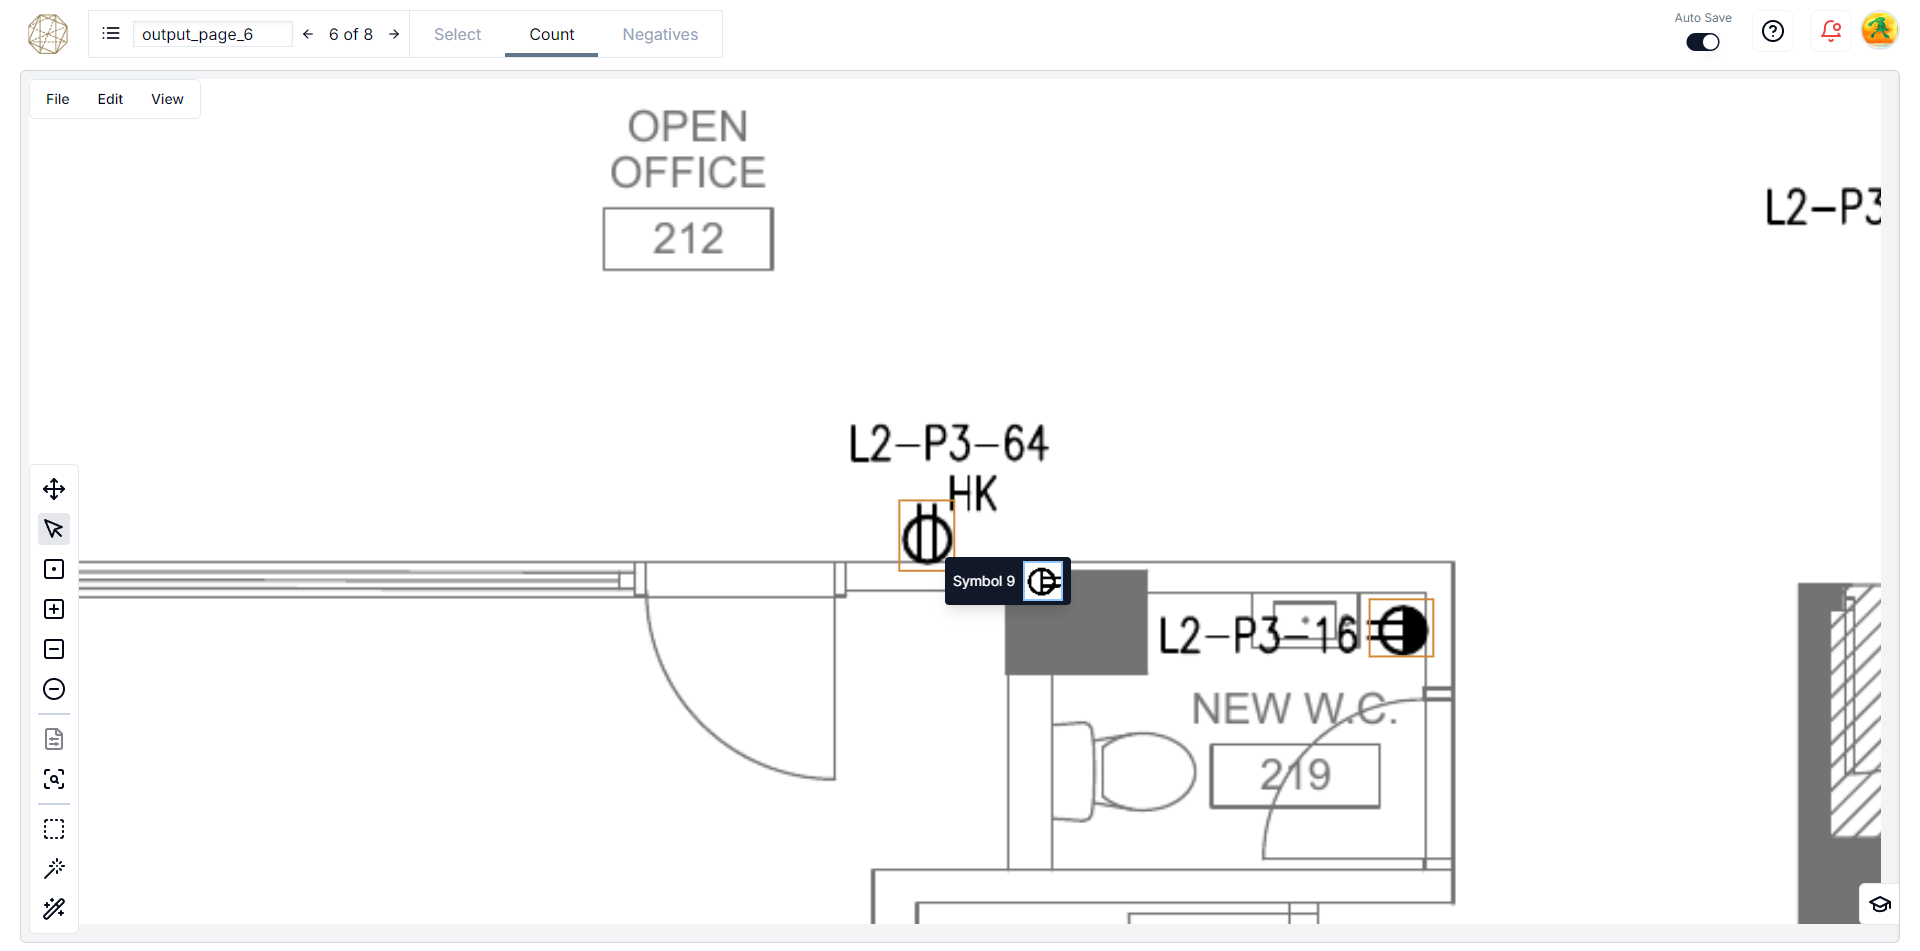 output_page_6
6 of 8
Select
Count
Negatives
Auto Save
File
Edit
View
OPEN
OFFICE
212
L2-P3
L2-P3-64
HK
Symbol 9
L2-P3-16
NEW W.C.
219